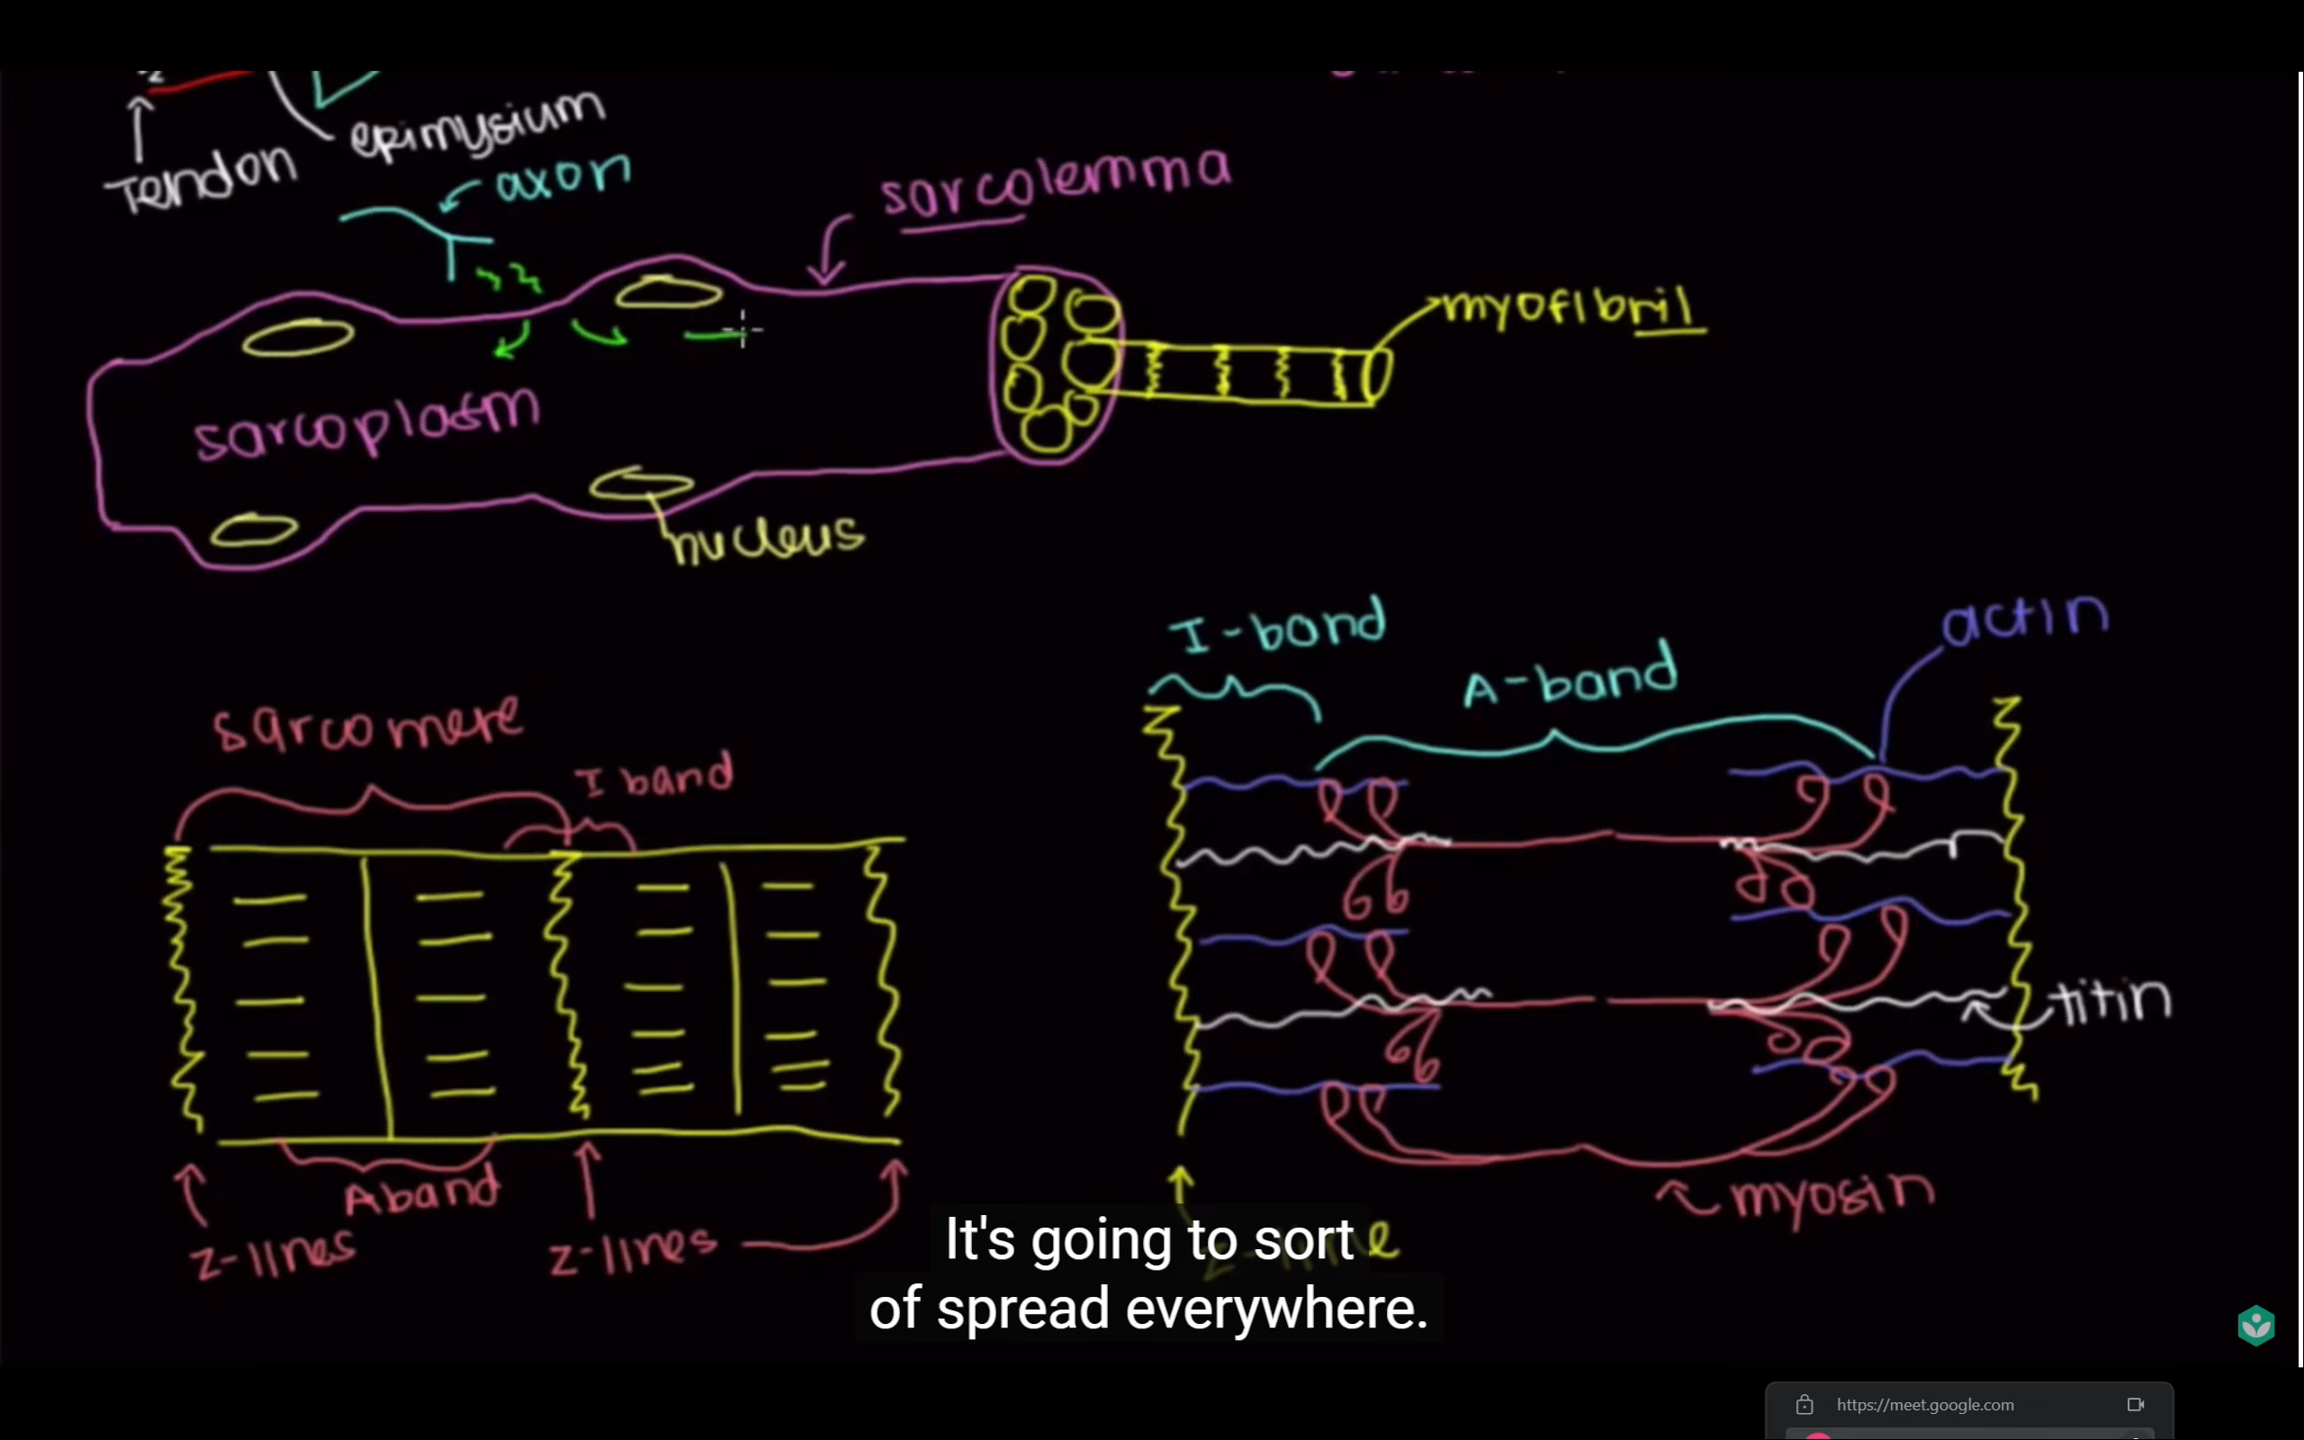 Tendon
epimysium
axon
sarcolemma
myofibril
sarcoplasm
nucleus
I-band
A-band
actin
sarcomere
I band
titin
A band
myosin
z-lines
z-lines
It's going to sort
of spread everywhere.
https://meet.google.com